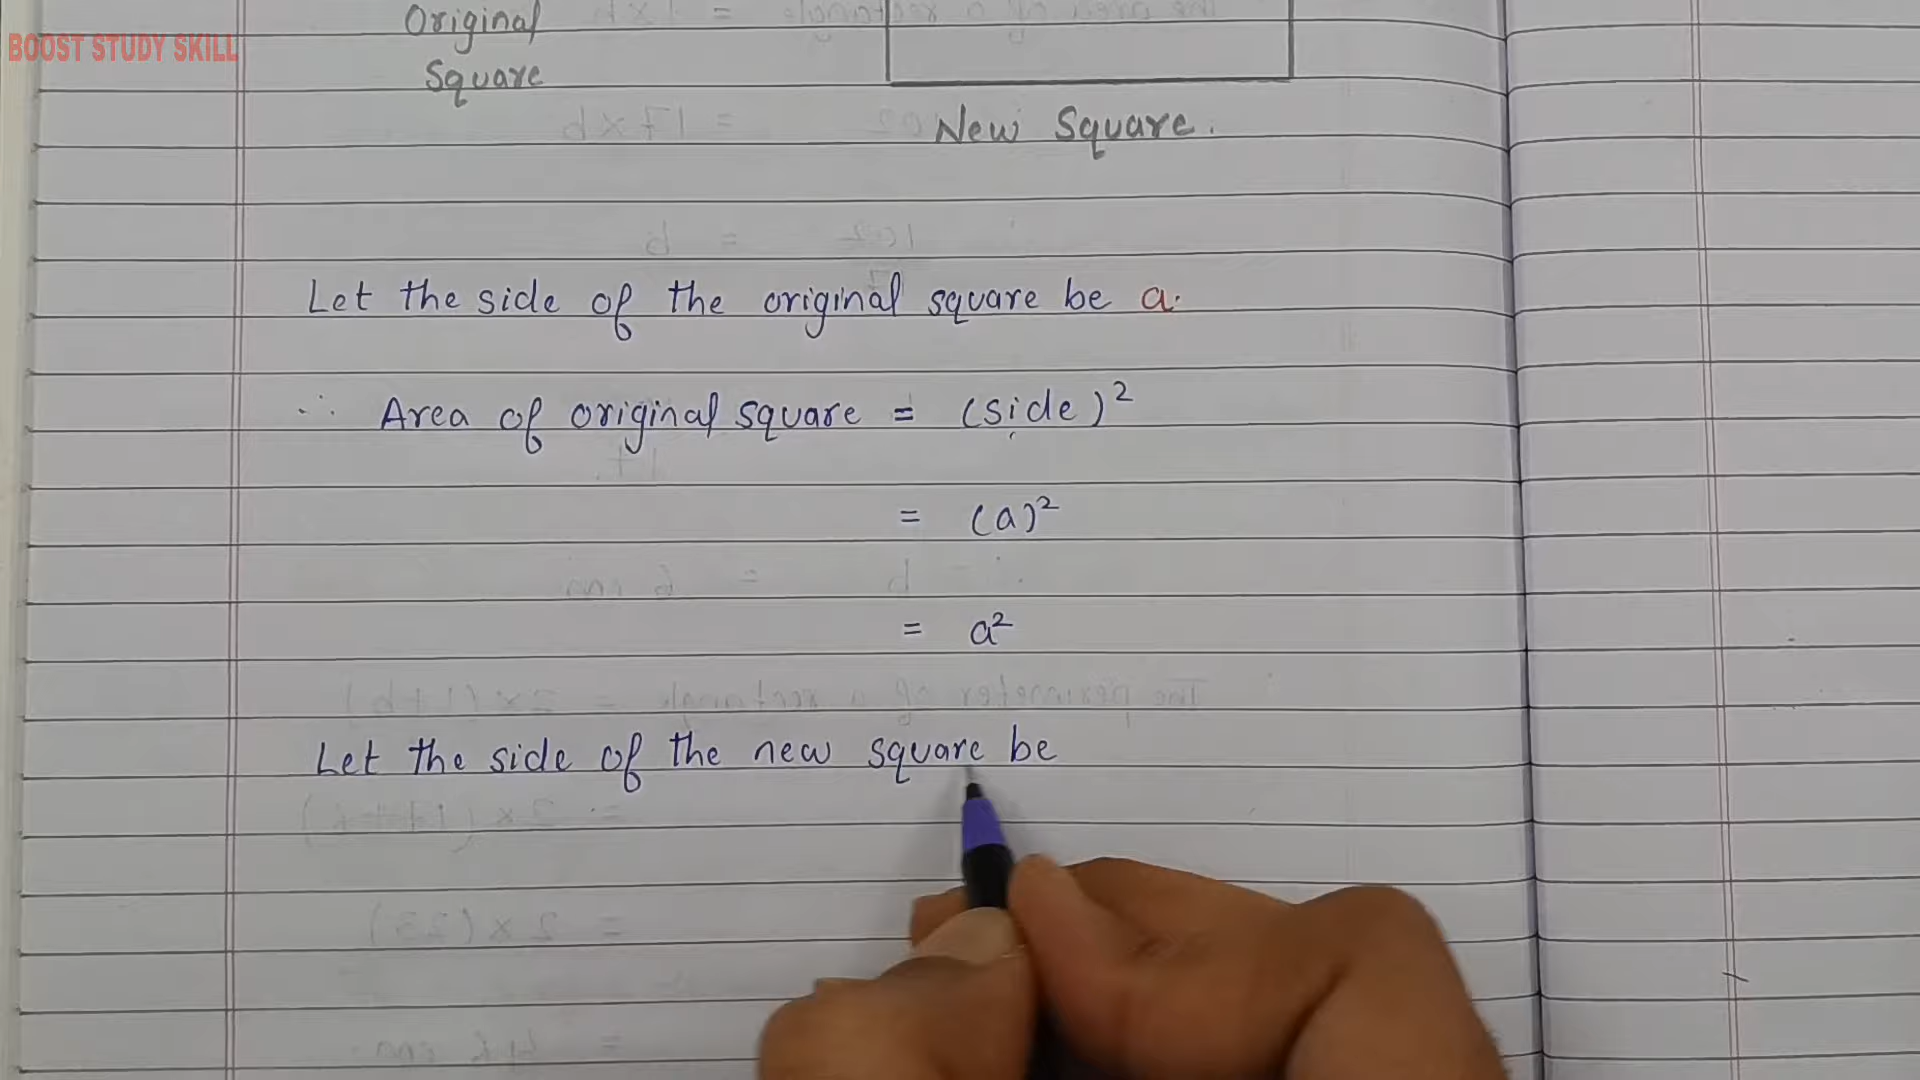 Original
BOOST STUDY SKILL
Square
New Square.
Let the side of the original square be a.
∴ Area of original square = (side)²
= (a)²
= a²
Let the side of the new square be